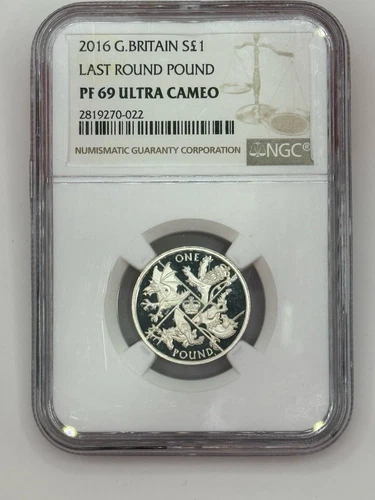 2016 G.BRITAIN S£1
LAST ROUND POUND
PF 69 ULTRA CAMEO
2819270-022
NUMISMATIC GUARANTY CORPORATION
NGC®
ONE
POUND